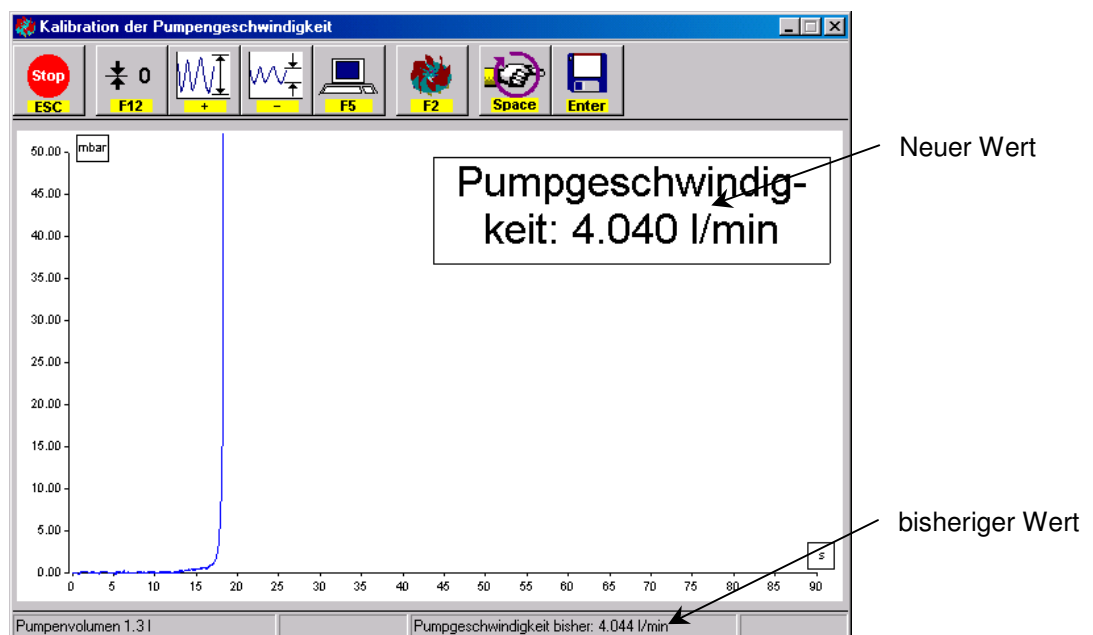 Kalibration der Pumpengeschwindigkeit
Stop
ESC
0
F12
+
-
F5
F2
Space
Enter
mbar
50.00
45.00
40.00
35.00
30.00
25.00
20.00
15.00
10.00
5.00
0.00
Pumpgeschwindig-
keit: 4.040 l/min
Neuer Wert
bisheriger Wert
s
0 5 10 15 20 25 30 35 40 45 50 55 60 65 70 75 80 85 90
Pumpenvolumen 1.3 l
Pumpgeschwindigkeit bisher: 4.044 l/min